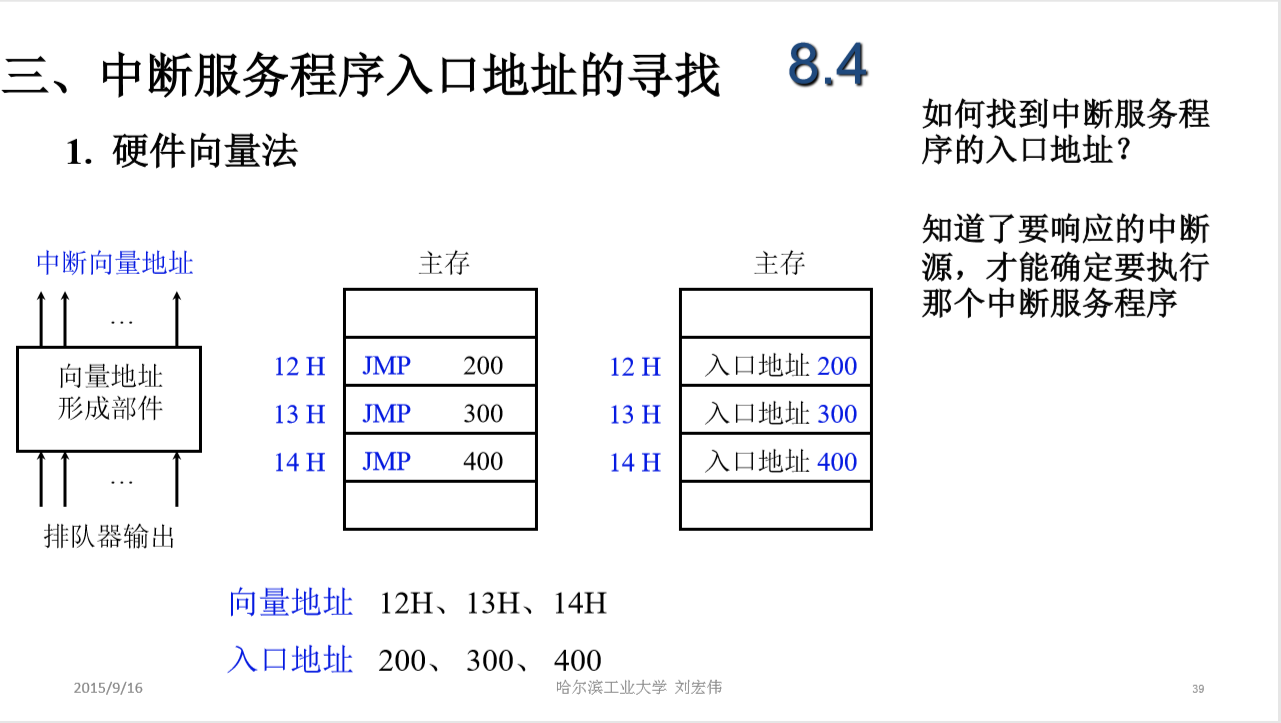 三、中断服务程序入口地址的寻找 8.4
1. 硬件向量法
如何找到中断服务程
序的入口地址？
知道了要响应的中断
源，才能确定要执行
那个中断服务程序
中断向量地址
…
向量地址
形成部件
…
排队器输出
主存
12 H JMP 200
13 H JMP 300
14 H JMP 400
主存
12 H 入口地址 200
13 H 入口地址 300
14 H 入口地址 400
向量地址 12H、13H、14H
入口地址 200、 300、 400
2015/9/16 哈尔滨工业大学 刘宏伟 39